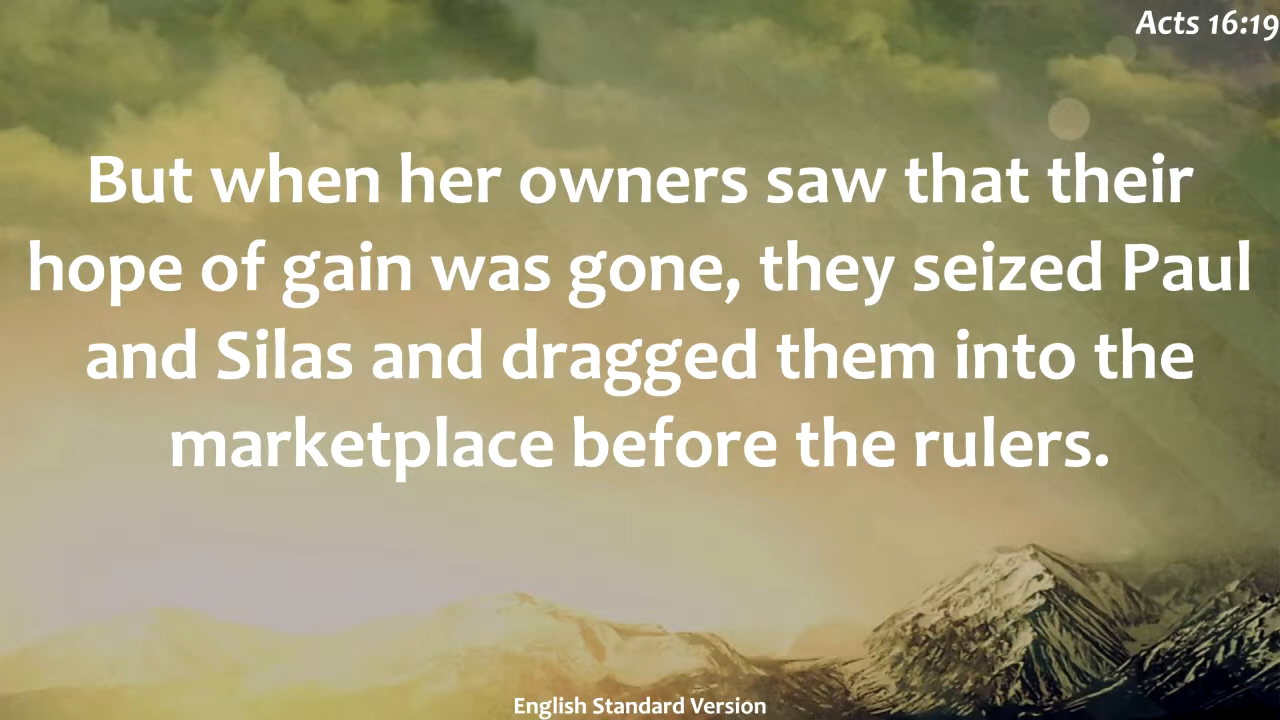 Acts 16:19
But when her owners saw that their
hope of gain was gone, they seized Paul
and Silas and dragged them into the
marketplace before the rulers.
English Standard Version